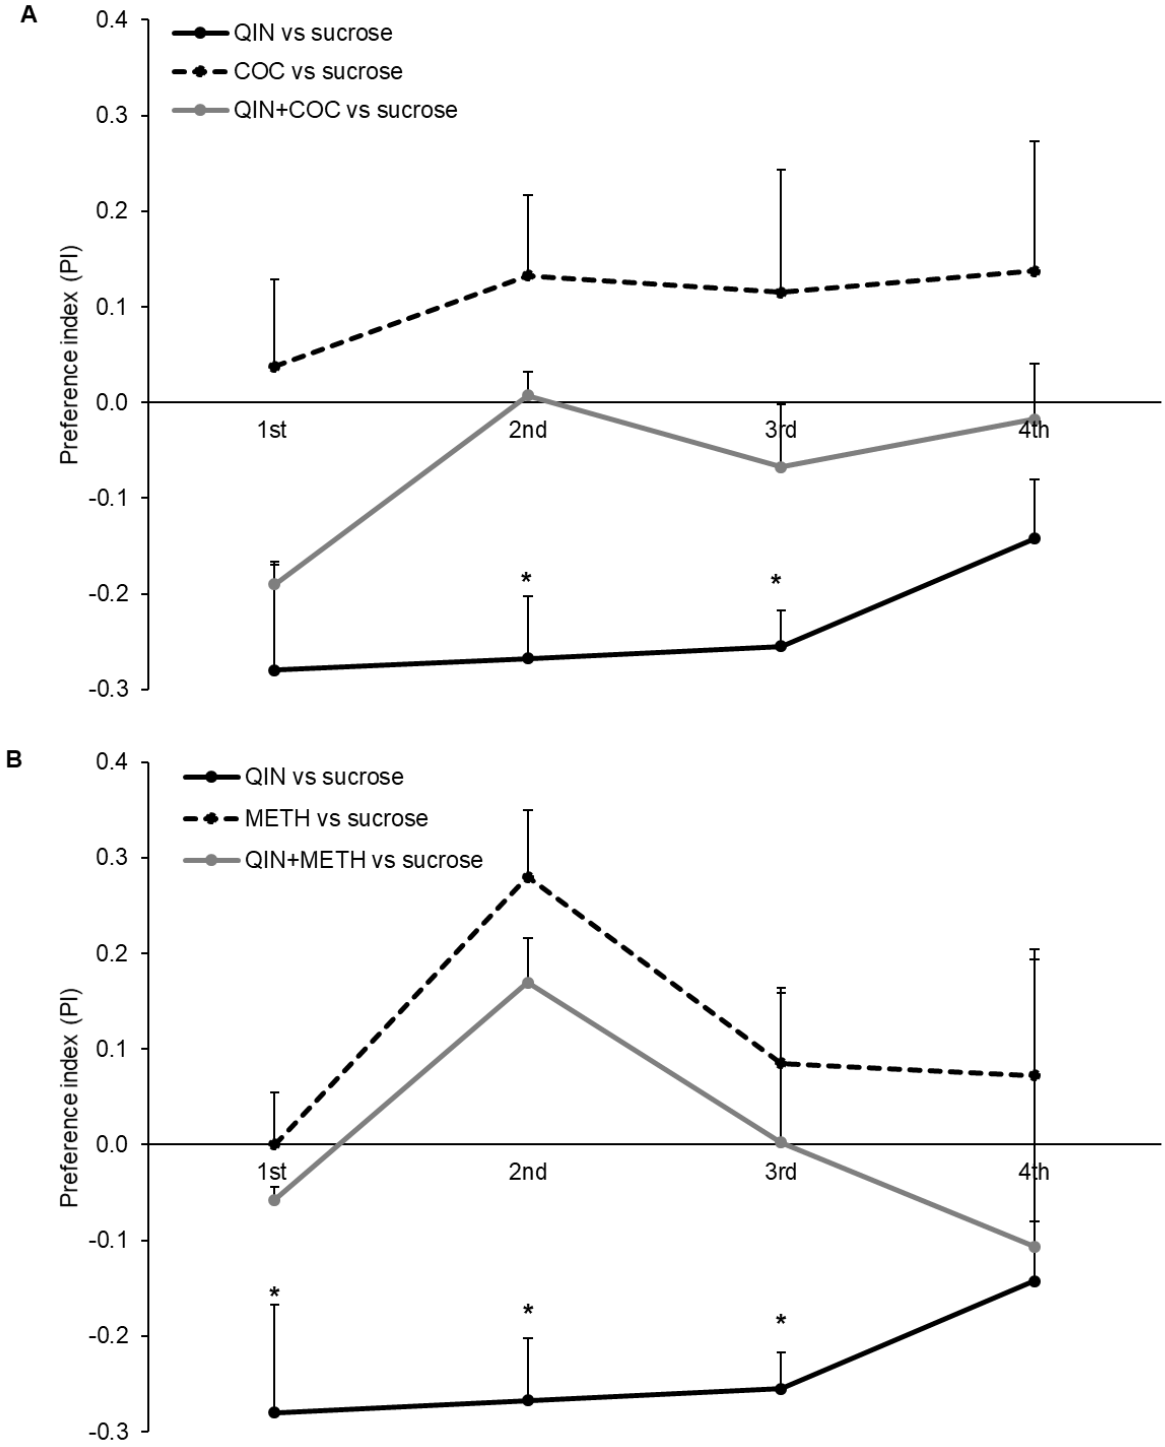 A
0.4
QIN vs sucrose
COC vs sucrose
0.3
QIN+COC vs sucrose
0.2
Preference index (PI)
0.1
0.0
1st 2nd 3rd 4th
-0.1
* *
-0.2
-0.3
B
0.4
QIN vs sucrose
METH vs sucrose
0.3
QIN+METH vs sucrose
0.2
Preference index (PI)
0.1
0.0
1st 2nd 3rd 4th
-0.1
* * *
-0.2
-0.3